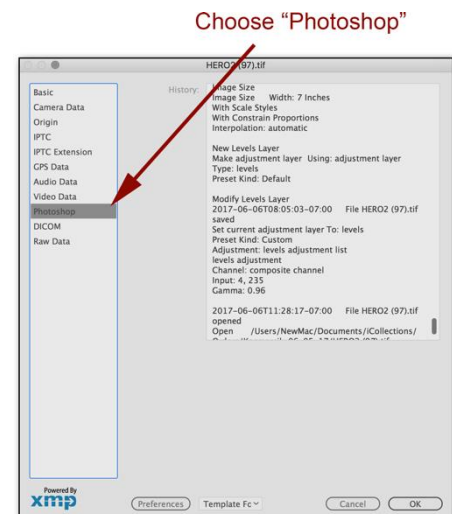 Choose “Photoshop”
HERO2 (97).tif
Basic
Camera Data
Origin
IPTC
IPTC Extension
GPS Data
Audio Data
Video Data
Photoshop
DICOM
Raw Data
History:
Image Size
Image Size Width: 7 Inches
With Scale Styles
With Constrain Proportions
Interpolation: automatic
New Levels Layer
Make adjustment layer Using: adjustment layer
Type: levels
Preset Kind: Default
Modify Levels Layer
2017-06-06T08:05:03-07:00 File HERO2 (97).tif
saved
Set current adjustment layer To: levels
Preset Kind: Custom
Adjustment: levels adjustment list
levels adjustment
Channel: composite channel
Input: 4, 235
Gamma: 0.96
2017-06-06T11:28:17-07:00 File HERO2 (97).tif
opened
Open /Users/NewMac/Documents/iCollections/
Powered By
xmp
Preferences
Template Fc
Cancel
OK